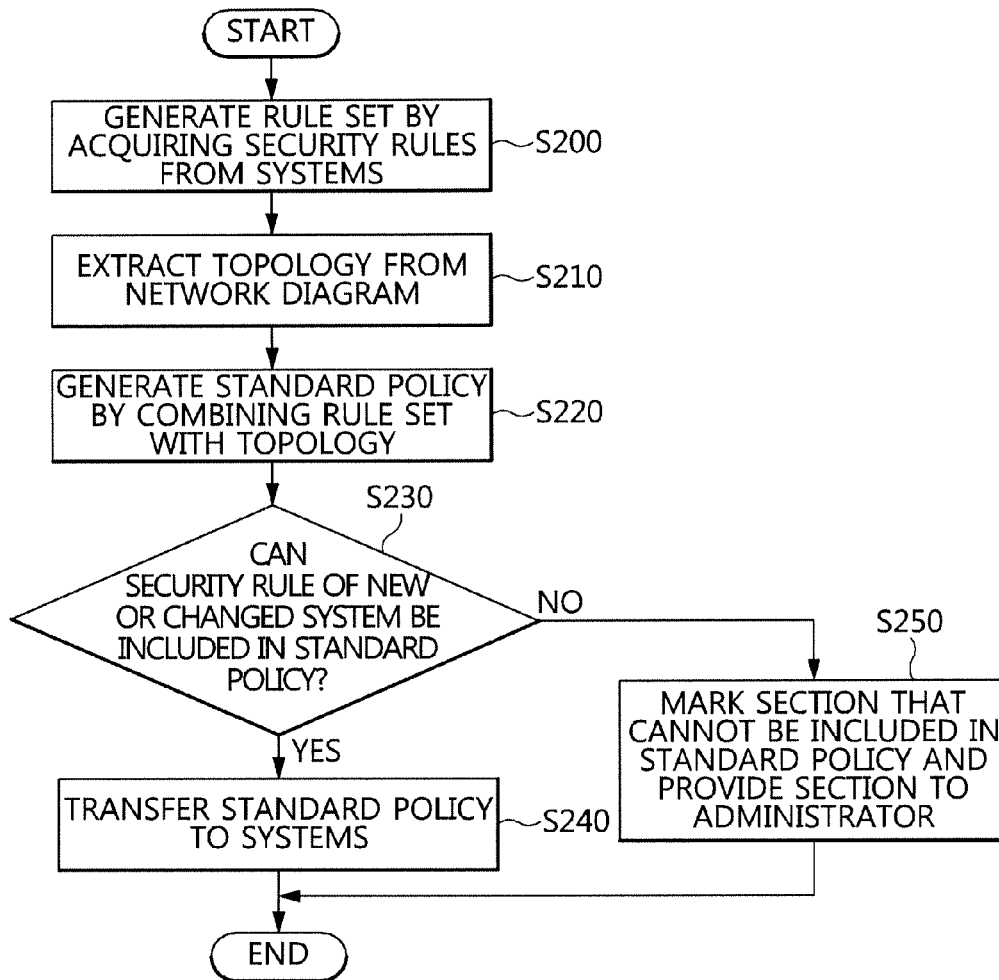 START
GENERATE RULE SET BY
ACQUIRING SECURITY RULES
FROM SYSTEMS
S200
EXTRACT TOPOLOGY FROM
NETWORK DIAGRAM
S210
GENERATE STANDARD POLICY
BY COMBINING RULE SET
WITH TOPOLOGY
S220
S230
CAN
SECURITY RULE OF NEW
OR CHANGED SYSTEM BE
INCLUDED IN STANDARD
POLICY?
NO
YES
S250
MARK SECTION THAT
CANNOT BE INCLUDED IN
STANDARD POLICY AND
PROVIDE SECTION TO
ADMINISTRATOR
TRANSFER STANDARD POLICY
TO SYSTEMS
S240
END